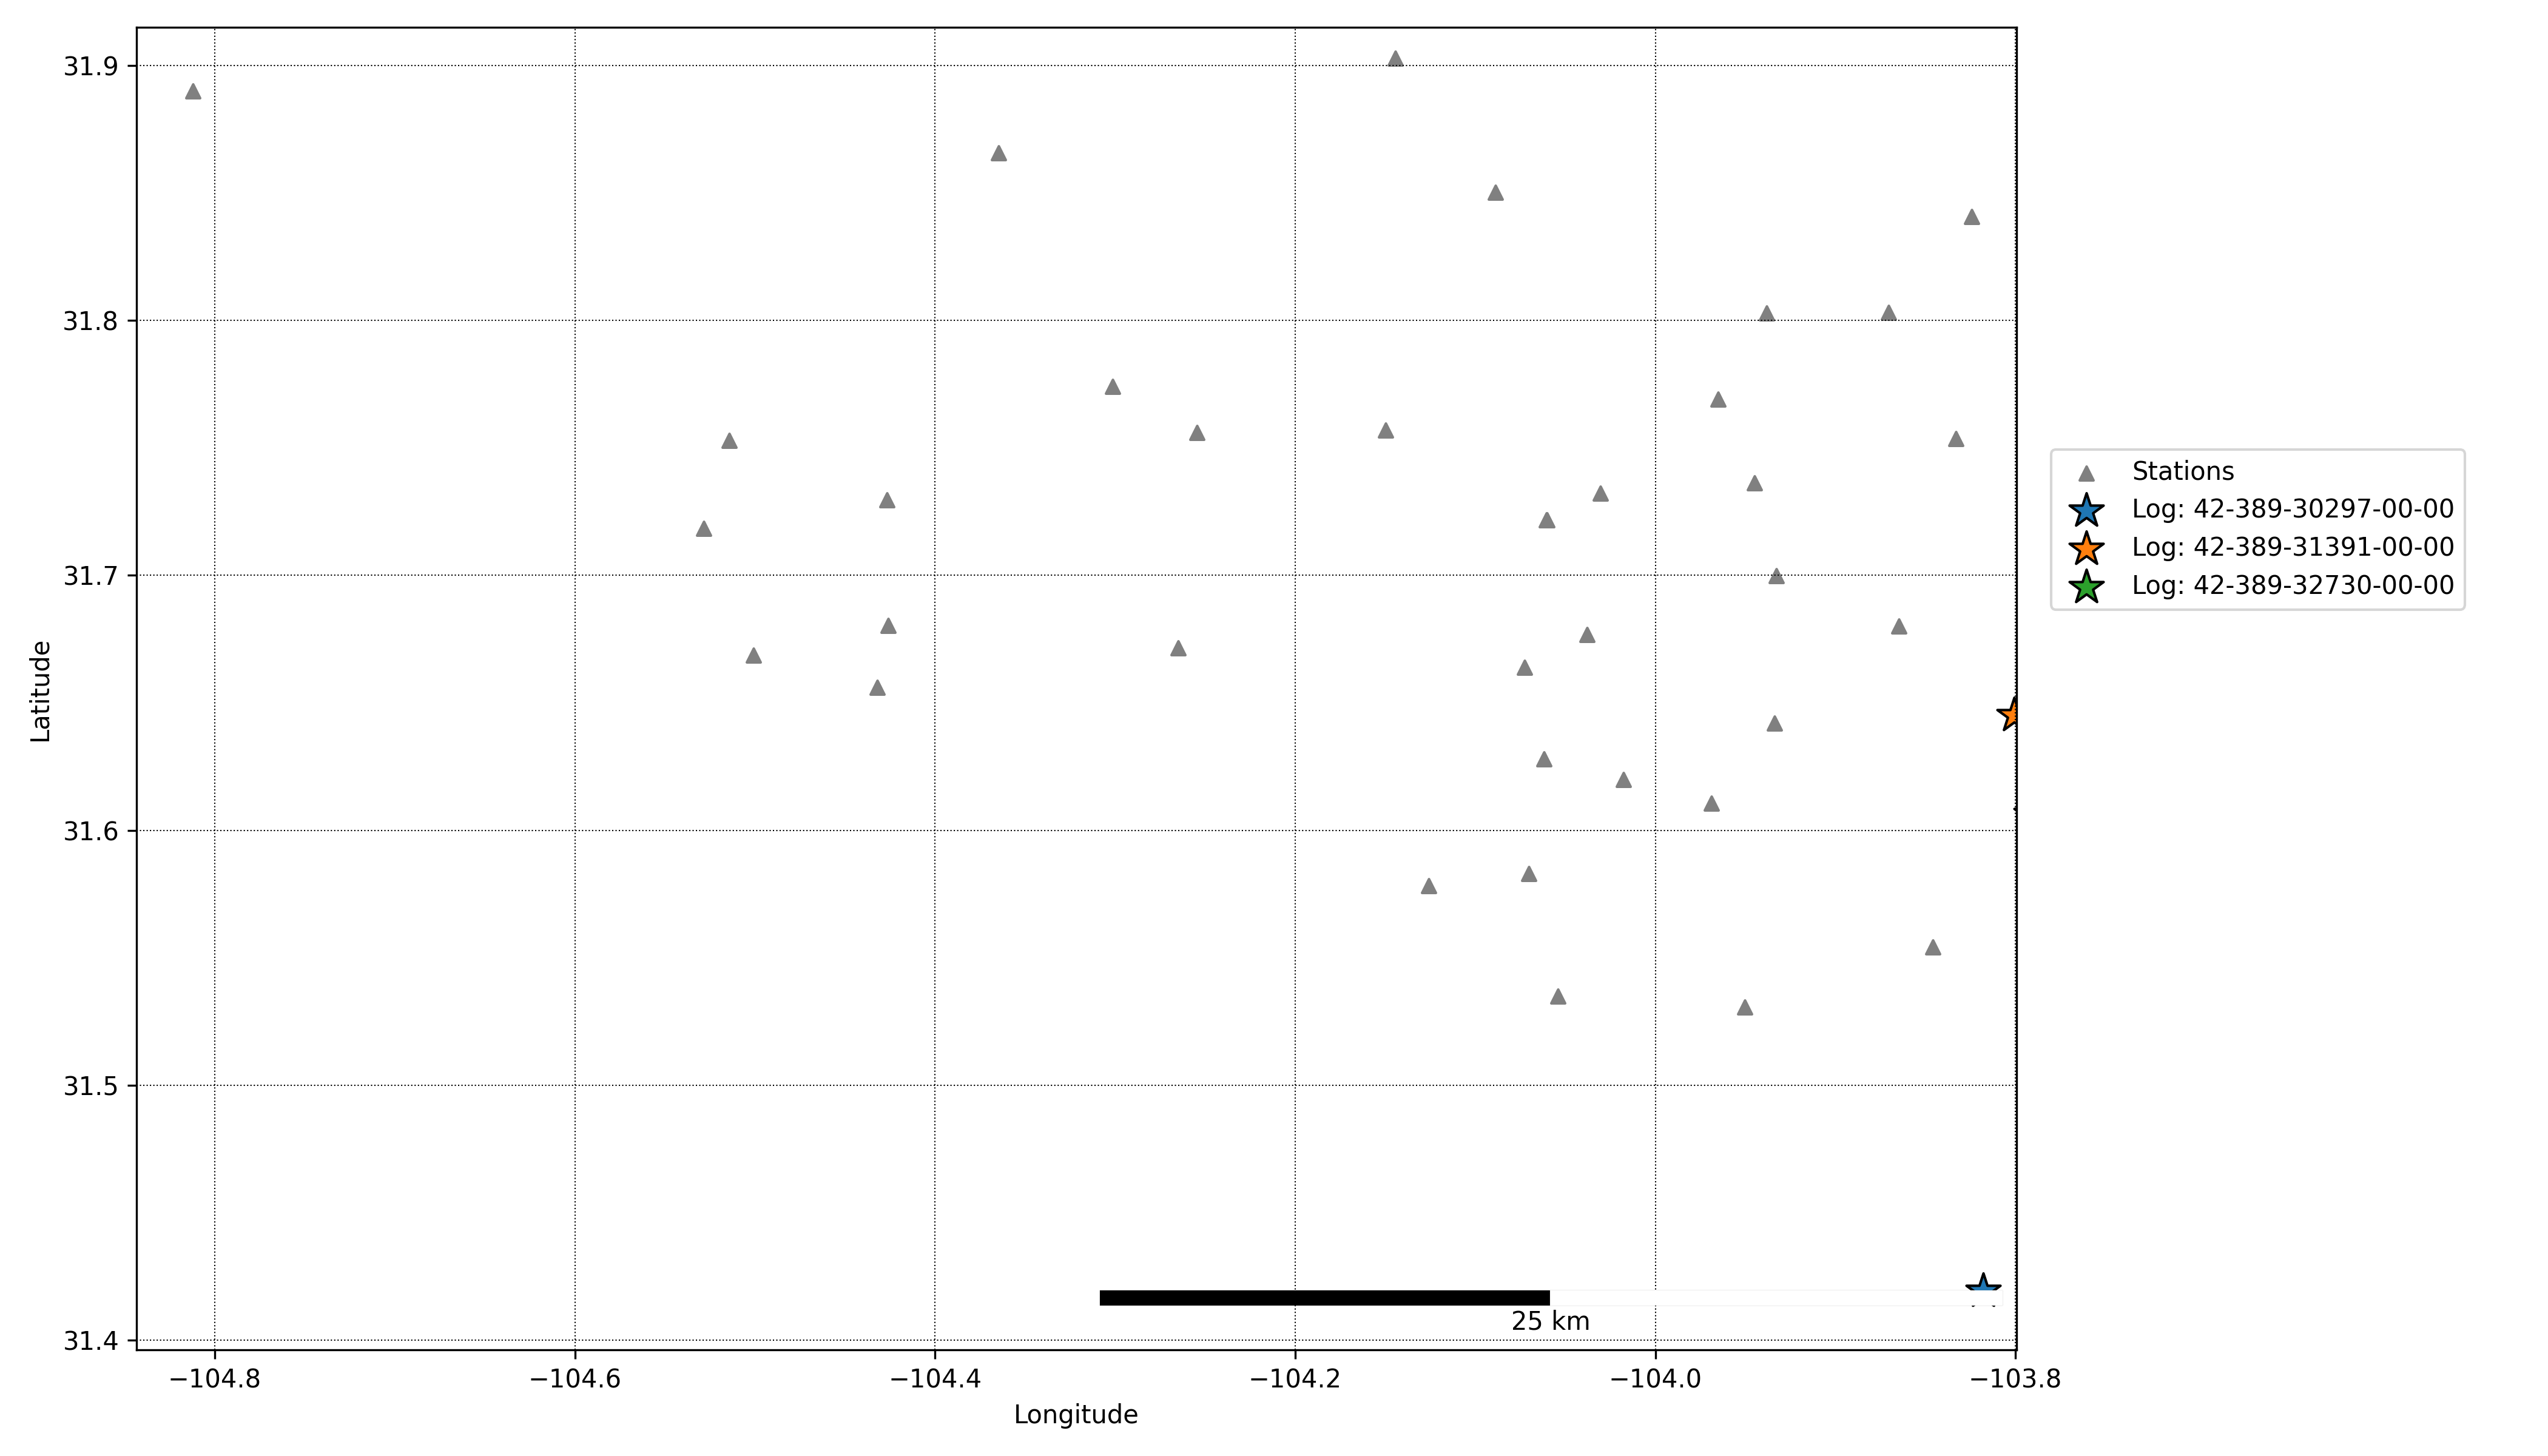 31.9
31.8
31.7
31.6
31.5
31.4
Latitude
−104.8
−104.6
−104.4
−104.2
−104.0
−103.8
Longitude
25 km
Stations
Log: 42-389-30297-00-00
Log: 42-389-31391-00-00
Log: 42-389-32730-00-00